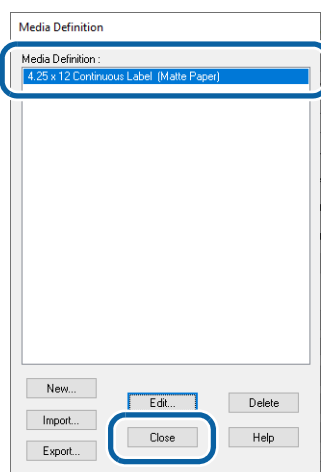 Media Definition
Media Definition :
4.25 x 12 Continuous Label (Matte Paper)
New...
Edit...
Delete
Import...
Close
Help
Export...